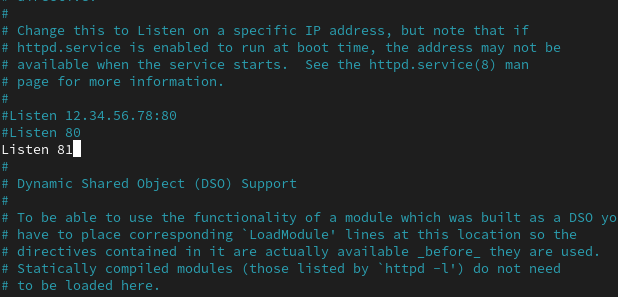 #
# Change this to Listen on a specific IP address, but note that if
# httpd.service is enabled to run at boot time, the address may not be
# available when the service starts.  See the httpd.service(8) man
# page for more information.
#
#Listen 12.34.56.78:80
#Listen 80
Listen 81
#
# Dynamic Shared Object (DSO) Support
#
# To be able to use the functionality of a module which was built as a DSO yo
# have to place corresponding `LoadModule' lines at this location so the
# directives contained in it are actually available _before_ they are used.
# Statically compiled modules (those listed by `httpd -l') do not need
# to be loaded here.